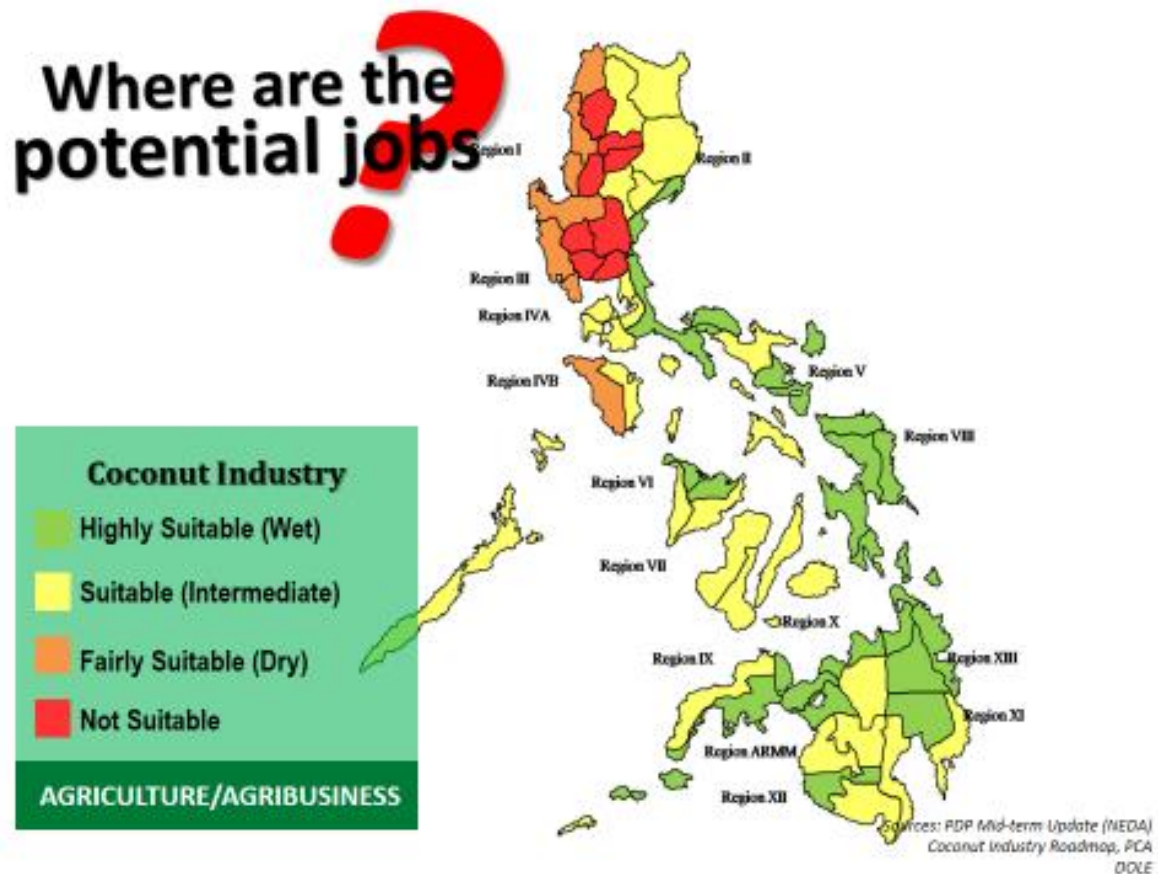 Where are the
potential jobs
?
Region I
Region II
Region III
Region IVA
Region IVB
Region V
Region VIII
Region VI
Region VII
Region X
Region IX
Region XIII
Region XI
Region ARMM
Region XII
Coconut Industry
Highly Suitable (Wet)
Suitable (Intermediate)
Fairly Suitable (Dry)
Not Suitable
AGRICULTURE/AGRIBUSINESS
Sources: PDP Mid-term Update (NEDA)
Coconut Industry Roadmap, PCA
DOLE